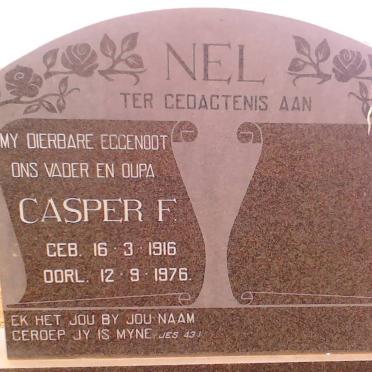 NEL
TER GEDAGTENIS AAN
MY DIERBARE EGGENOOT
ONS VADER EN OUPA
CASPER F.
GEB. 16-3-1916
OORL. 12-9-1976.
EK HET JOU BY JOU NAAM
GEROEP JY IS MYNE. JES 43:1